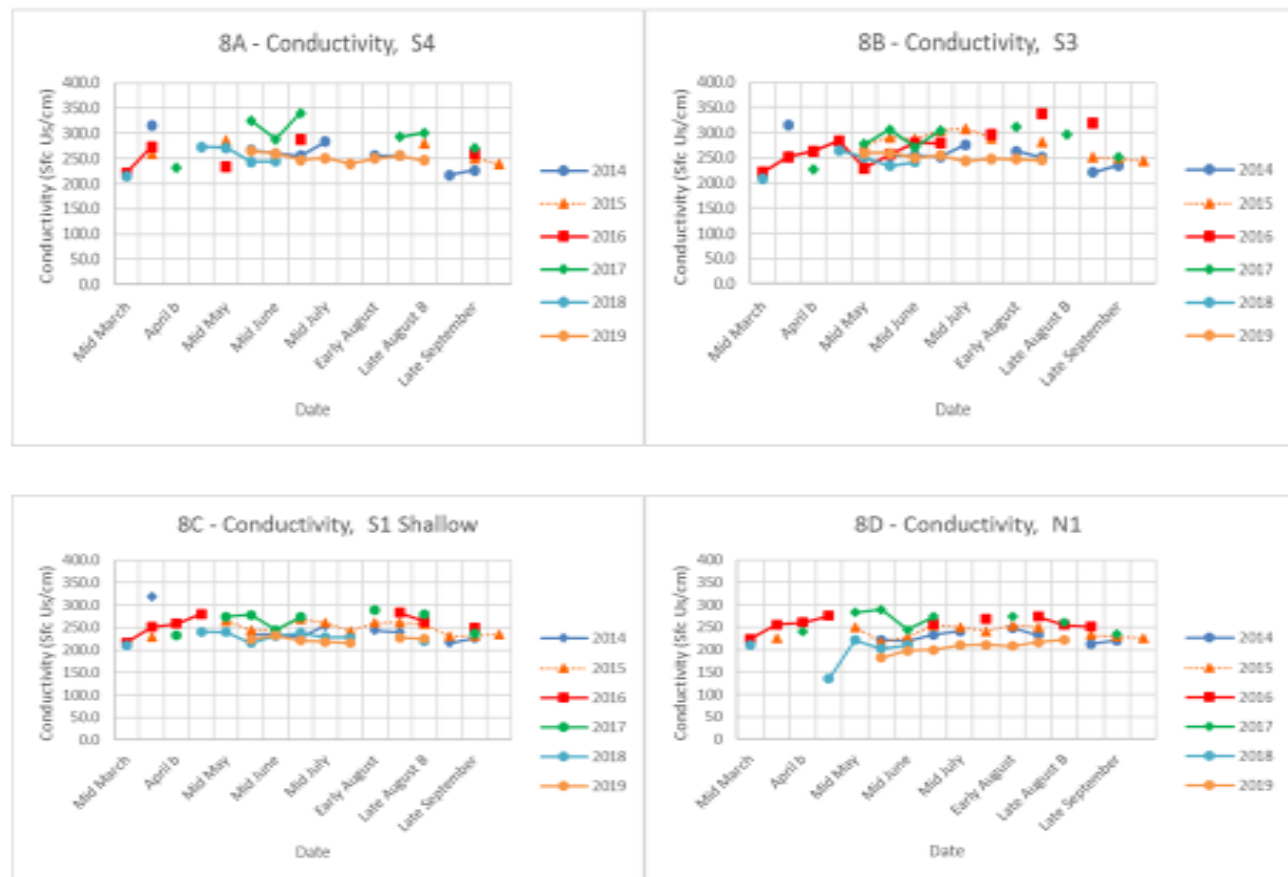 8A - Conductivity, S4
Conductivity (Sfc Us/cm)
400.0
350.0
300.0
250.0
200.0
150.0
100.0
50.0
0.0
Mid March
April b
Mid May
Mid June
Mid July
Early August
Late August B
Late September
Date
2014
2015
2016
2017
2018
2019
8B - Conductivity, S3
Conductivity (Sfc Us/cm)
400.0
350.0
300.0
250.0
200.0
150.0
100.0
50.0
0.0
Mid March
April b
Mid May
Mid June
Mid July
Early August
Late August B
Late September
Date
2014
2015
2016
2017
2018
2019
8C - Conductivity, S1 Shallow
Conductivity (Sfc Us/cm)
400.0
350.0
300.0
250.0
200.0
150.0
100.0
50.0
0.0
Mid March
April b
Mid May
Mid June
Mid July
Early August
Late August B
Late September
Date
2014
2015
2016
2017
2018
2019
8D - Conductivity, N1
Conductivity (Sfc Us/cm)
400
350
300
250
200
150
100
50
0
Mid March
April b
Mid May
Mid June
Mid July
Early August
Late August B
Late September
Date
2014
2015
2016
2017
2018
2019